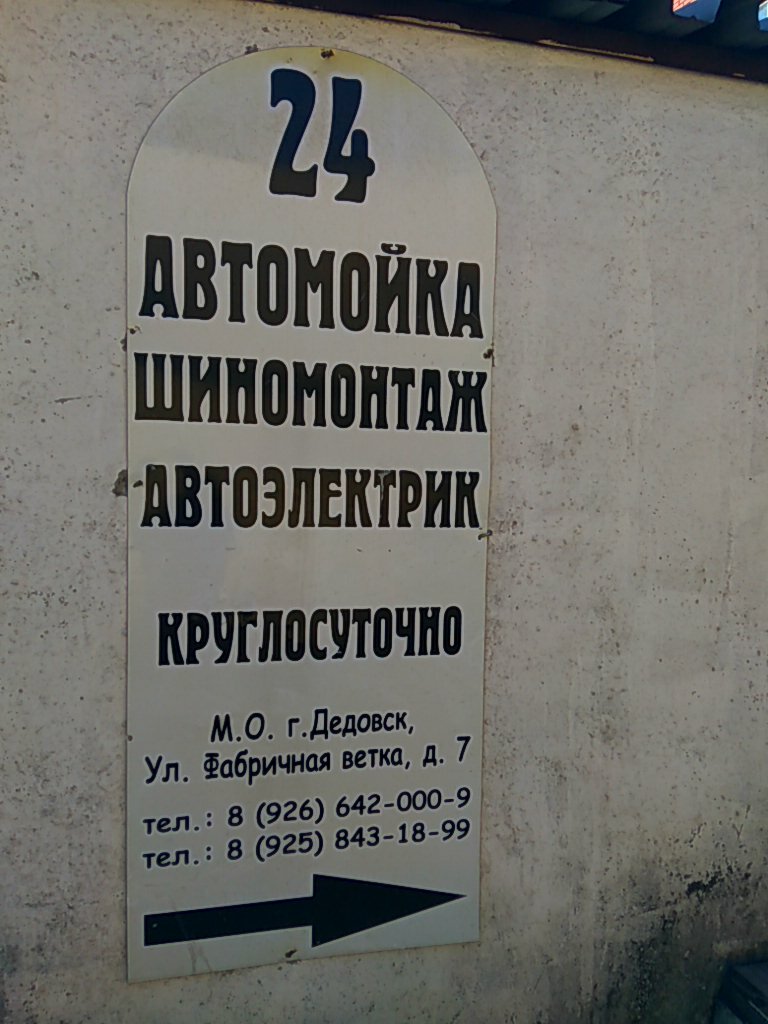 24
АВТОМОЙКА
ШИНОМОНТАЖ
АВТОЭЛЕКТРИК
КРУГЛОСУТОЧНО
М.О. г.Дедовск,
Ул. Фабричная ветка, д. 7
тел.: 8 (926) 642-000-9
тел.: 8 (925) 843-18-99